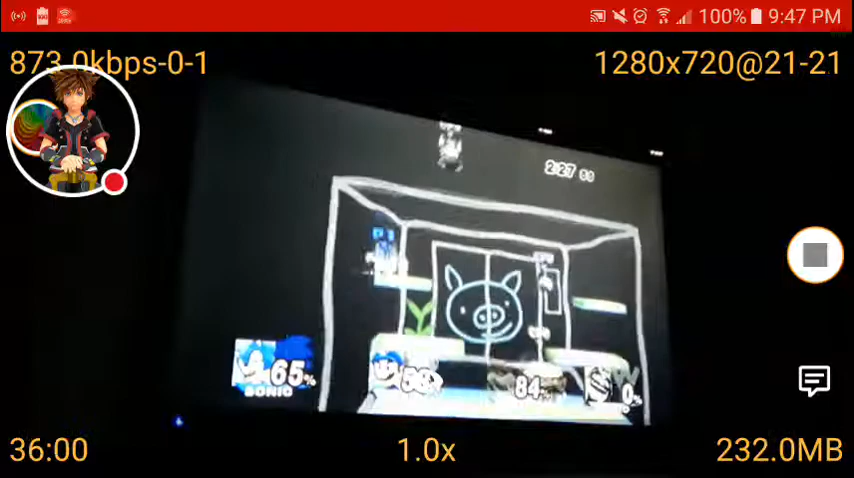 100% 9:47 PM
873.0kbps-0-1
1280x720@21-21
2:27 00
65%
SONIC
84%
0%
36:00
1.0x
232.0MB